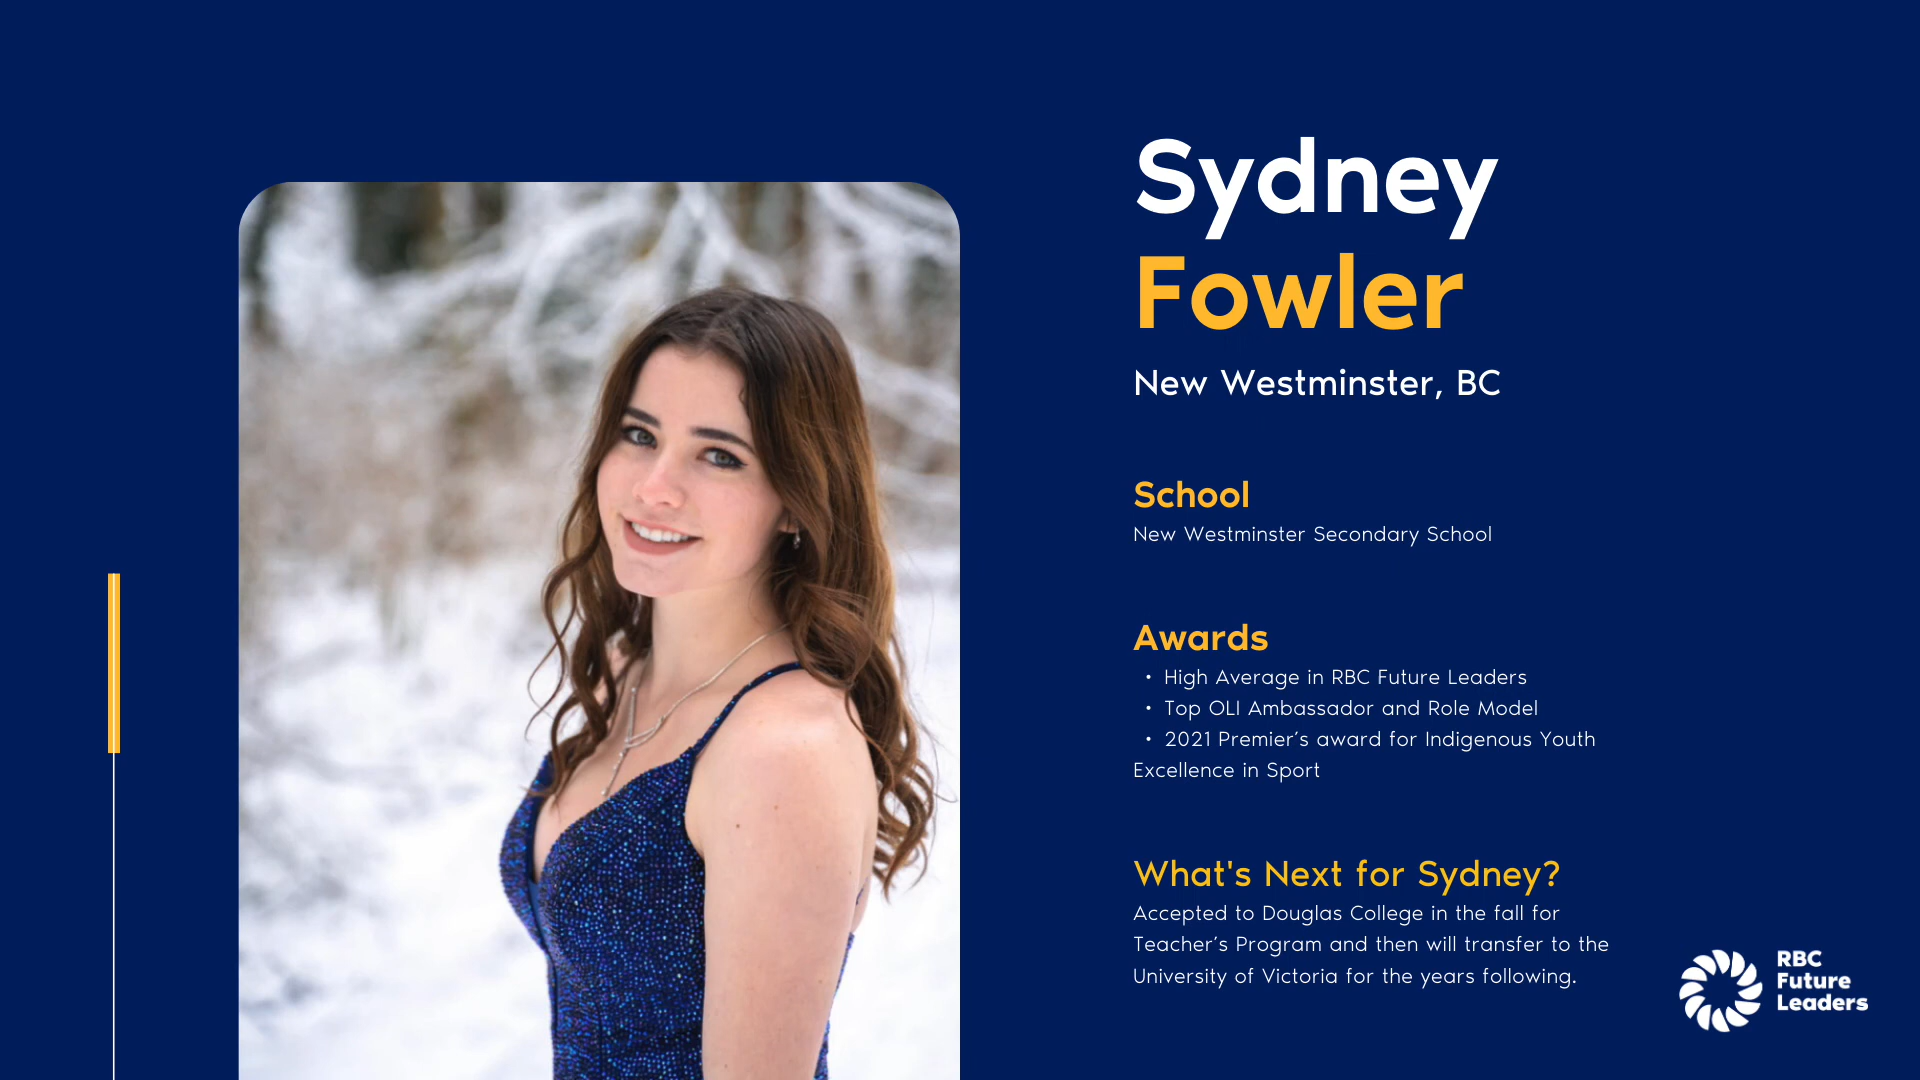 Sydney
Fowler
New Westminster, BC
School
New Westminster Secondary School
Awards
• High Average in RBC Future Leaders
• Top OLI Ambassador and Role Model
• 2021 Premier's award for Indigenous Youth
Excellence in Sport
What's Next for Sydney?
Accepted to Douglas College in the fall for
Teacher's Program and then will transfer to the
University of Victoria for the years following.
RBC
Future
Leaders